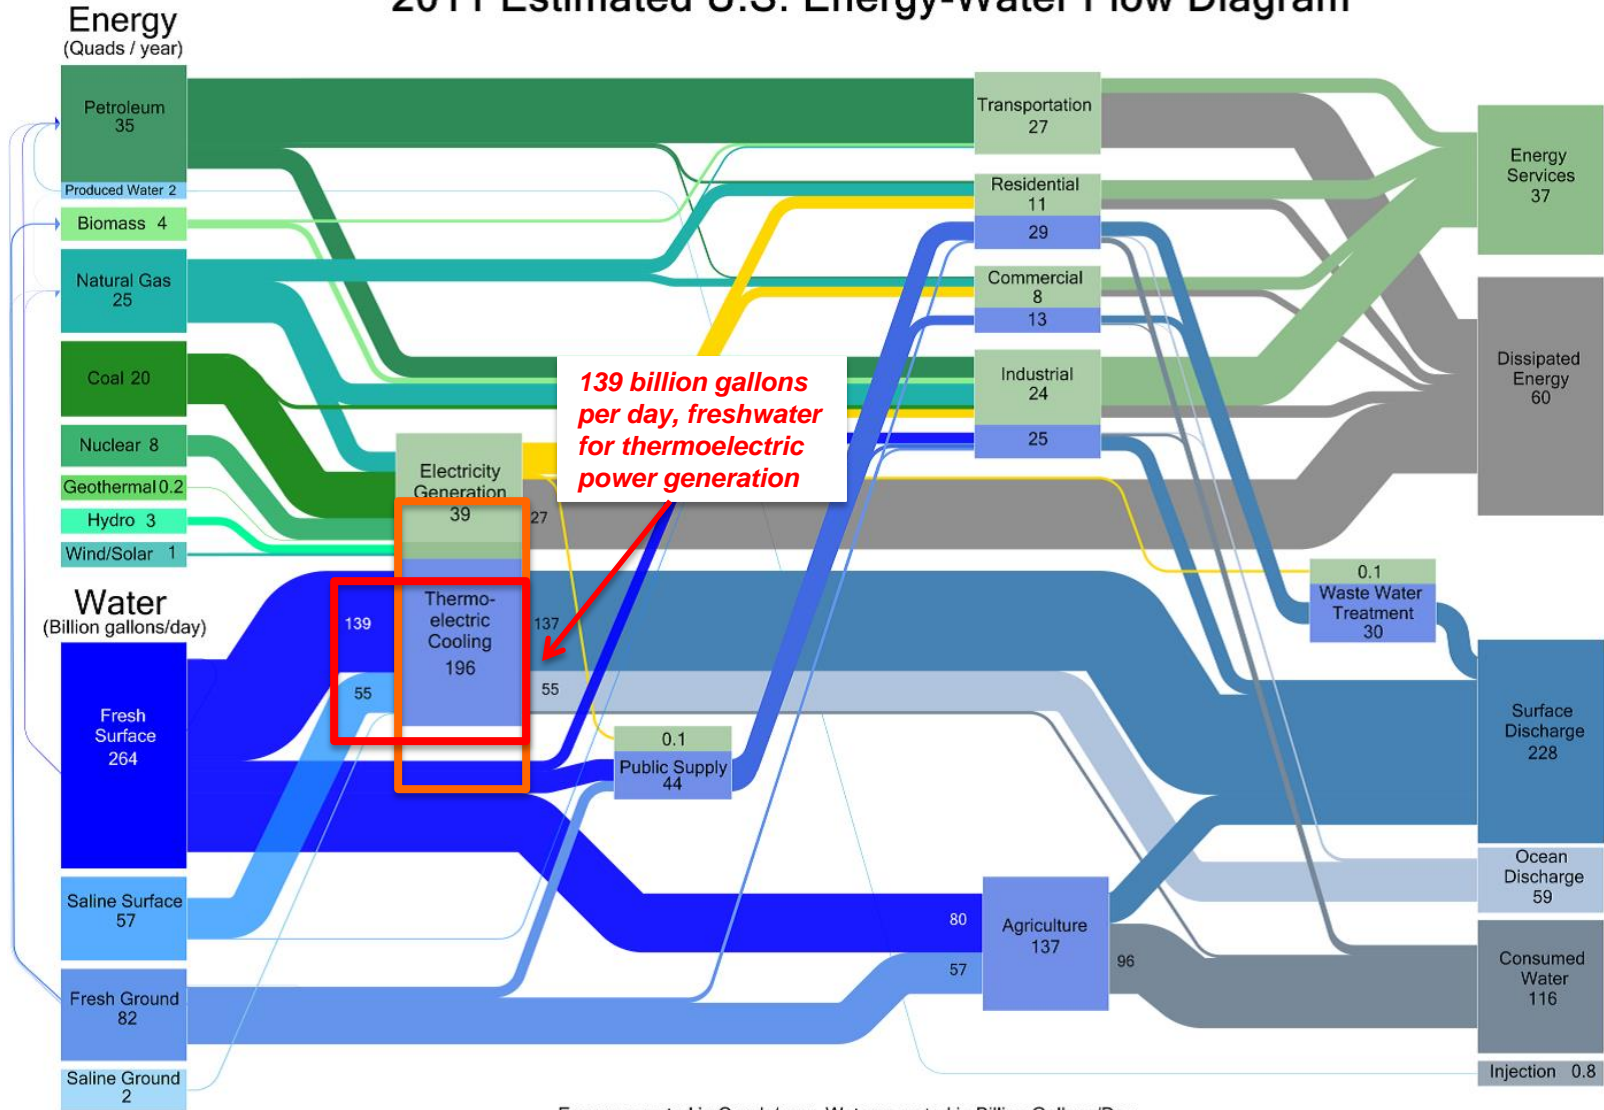 2011 Estimated U.S. Energy-Water Flow Diagram
Energy
(Quads / year)
Petroleum
35
Produced Water 2
Biomass 4
Natural Gas
25
Coal 20
Nuclear 8
Geothermal 0.2
Hydro 3
Wind/Solar 1
Water
(Billion gallons/day)
Fresh
Surface
264
Saline Surface
57
Fresh Ground
82
Saline Ground
2
Electricity
Generation
39
27
139
55
Thermo-
electric
Cooling
196
137
55
139 billion gallons
per day, freshwater
for thermoelectric
power generation
0.1
Public Supply
44
Transportation
27
Residential
11
29
Commercial
8
13
Industrial
24
25
80
57
Agriculture
137
96
0.1
Waste Water
Treatment
30
Energy
Services
37
Dissipated
Energy
60
Surface
Discharge
228
Ocean
Discharge
59
Consumed
Water
116
Injection 0.8